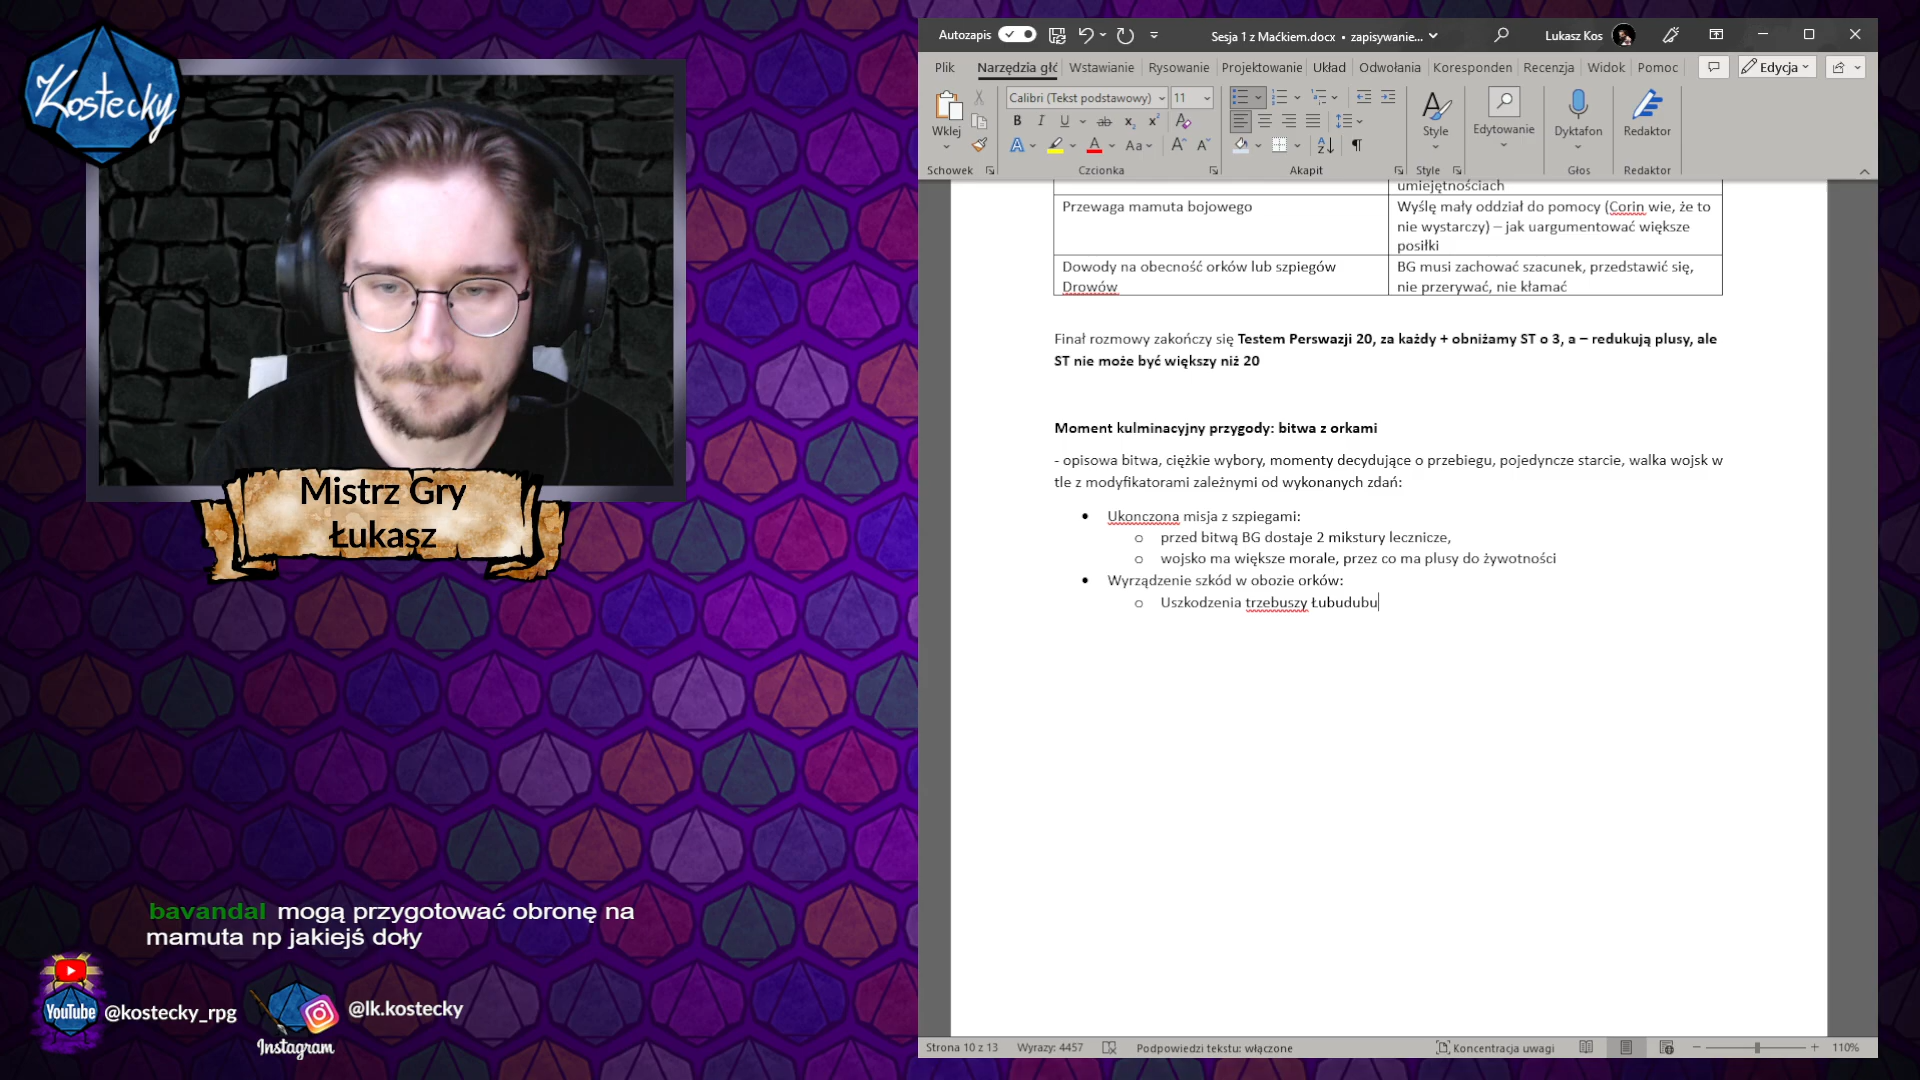 Kostecky
Mistrz Gry
Łukasz
bavandal mogą przygotować obronę na
mamuta np jakiejś doły
YouTube
@kostecky_rpg
Instagram
@lk.kostecky
Autozapis
Sesja 1 z Maćkiem.docx • zapisywanie...
Lukasz Kos
Plik Narzędzia głć Wstawianie Rysowanie Projektowanie Układ Odwołania Koresponden Recenzja Widok Pomoc Edycja
Wklej
Calibri (Tekst podstawowy) 11
Style
Edytowanie
Dyktafon
Redaktor
Schowek Czcionka Akapit Style Głos Redaktor
umiejętnościach
Przewaga mamuta bojowego
Wyślę mały oddział do pomocy (Corin wie, że to
nie wystarczy) – jak uargumentować większe
posiłki
Dowody na obecność orków lub szpiegów
Drowów
BG musi zachować szacunek, przedstawić się,
nie przerywać, nie kłamać
Finał rozmowy zakończy się Testem Perswazji 20, za każdy + obniżamy ST o 3, a – redukują plusy, ale
ST nie może być większy niż 20
Moment kulminacyjny przygody: bitwa z orkami
- opisowa bitwa, ciężkie wybory, momenty decydujące o przebiegu, pojedyncze starcie, walka wojsk w
tle z modyfikatorami zależnymi od wykonanych zdań:
• Ukonczona misja z szpiegami:
o przed bitwą BG dostaje 2 mikstury lecznicze,
o wojsko ma większe morale, przez co ma plusy do żywotności
• Wyrządzenie szkód w obozie orków:
o Uszkodzenia trzebuszy Łubudubu
Strona 10 z 13 Wyrazy: 4457 Podpowiedzi tekstu: włączone Koncentracja uwagi 110%